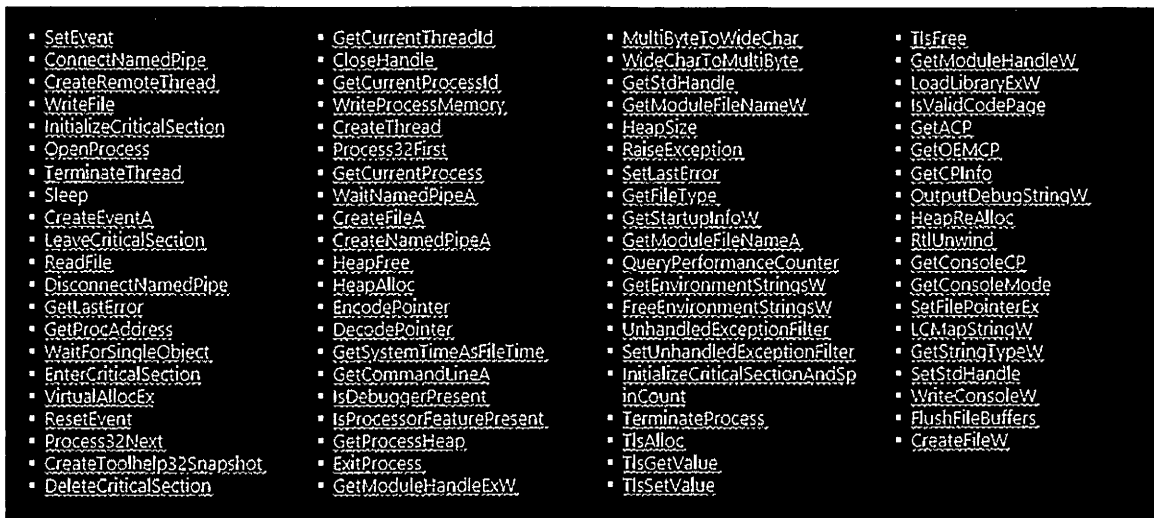 ▪ SetEvent
▪ ConnectNamedPipe
▪ CreateRemoteThread
▪ WriteFile
▪ InitializeCriticalSection
▪ OpenProcess
▪ TerminateThread
▪ Sleep
▪ CreateEventA
▪ LeaveCriticalSection
▪ ReadFile
▪ DisconnectNamedPipe
▪ GetLastError
▪ GetProcAddress
▪ WaitForSingleObject
▪ EnterCriticalSection
▪ VirtualAllocEx
▪ ResetEvent
▪ Process32Next
▪ CreateToolhelp32Snapshot
▪ DeleteCriticalSection
▪ GetCurrentThreadId
▪ CloseHandle
▪ GetCurrentProcessId
▪ WriteProcessMemory
▪ CreateThread
▪ Process32First
▪ GetCurrentProcess
▪ WaitNamedPipeA
▪ CreateFileA
▪ CreateNamedPipeA
▪ HeapFree
▪ HeapAlloc
▪ EncodePointer
▪ DecodePointer
▪ GetSystemTimeAsFileTime
▪ GetCommandLineA
▪ IsDebuggerPresent
▪ IsProcessorFeaturePresent
▪ GetProcessHeap
▪ ExitProcess
▪ GetModuleHandleExW
▪ MultiByteToWideChar
▪ WideCharToMultiByte
▪ GetStdHandle
▪ GetModuleFileNameW
▪ HeapSize
▪ RaiseException
▪ SetLastError
▪ GetFileType
▪ GetStartupInfoW
▪ GetModuleFileNameA
▪ QueryPerformanceCounter
▪ GetEnvironmentStringsW
▪ FreeEnvironmentStringsW
▪ UnhandledExceptionFilter
▪ SetUnhandledExceptionFilter
▪ InitializeCriticalSectionAndSp
inCount
▪ TerminateProcess
▪ TlsAlloc
▪ TlsGetValue
▪ TlsSetValue
▪ TlsFree
▪ GetModuleHandleW
▪ LoadLibraryExW
▪ IsValidCodePage
▪ GetACP
▪ GetOEMCP
▪ GetCPInfo
▪ OutputDebugStringW
▪ HeapReAlloc
▪ RtlUnwind
▪ GetConsoleCP
▪ GetConsoleMode
▪ SetFilePointerEx
▪ LCMapStringW
▪ GetStringTypeW
▪ SetStdHandle
▪ WriteConsoleW
▪ FlushFileBuffers
▪ CreateFileW